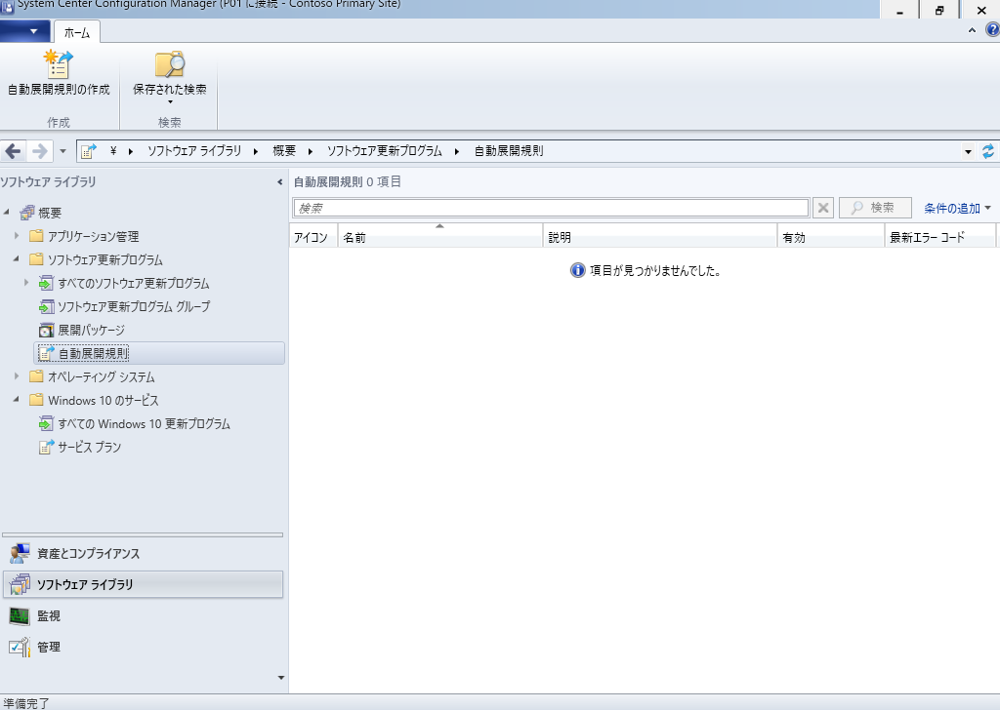 System Center Configuration Manager (P01 に接続 - Contoso Primary Site)
ホーム
自動展開規則の作成
保存された検索
作成
検索
¥ ソフトウェア ライブラリ 概要 ソフトウェア更新プログラム 自動展開規則
ソフトウェア ライブラリ
概要
アプリケーション管理
ソフトウェア更新プログラム
すべてのソフトウェア更新プログラム
ソフトウェア更新プログラム グループ
展開パッケージ
自動展開規則
オペレーティング システム
Windows 10 のサービス
すべての Windows 10 更新プログラム
サービス プラン
資産とコンプライアンス
ソフトウェア ライブラリ
監視
管理
自動展開規則 0 項目
検索
検索
条件の追加
アイコン 名前 説明 有効 最新エラー コード
項目が見つかりませんでした。
準備完了